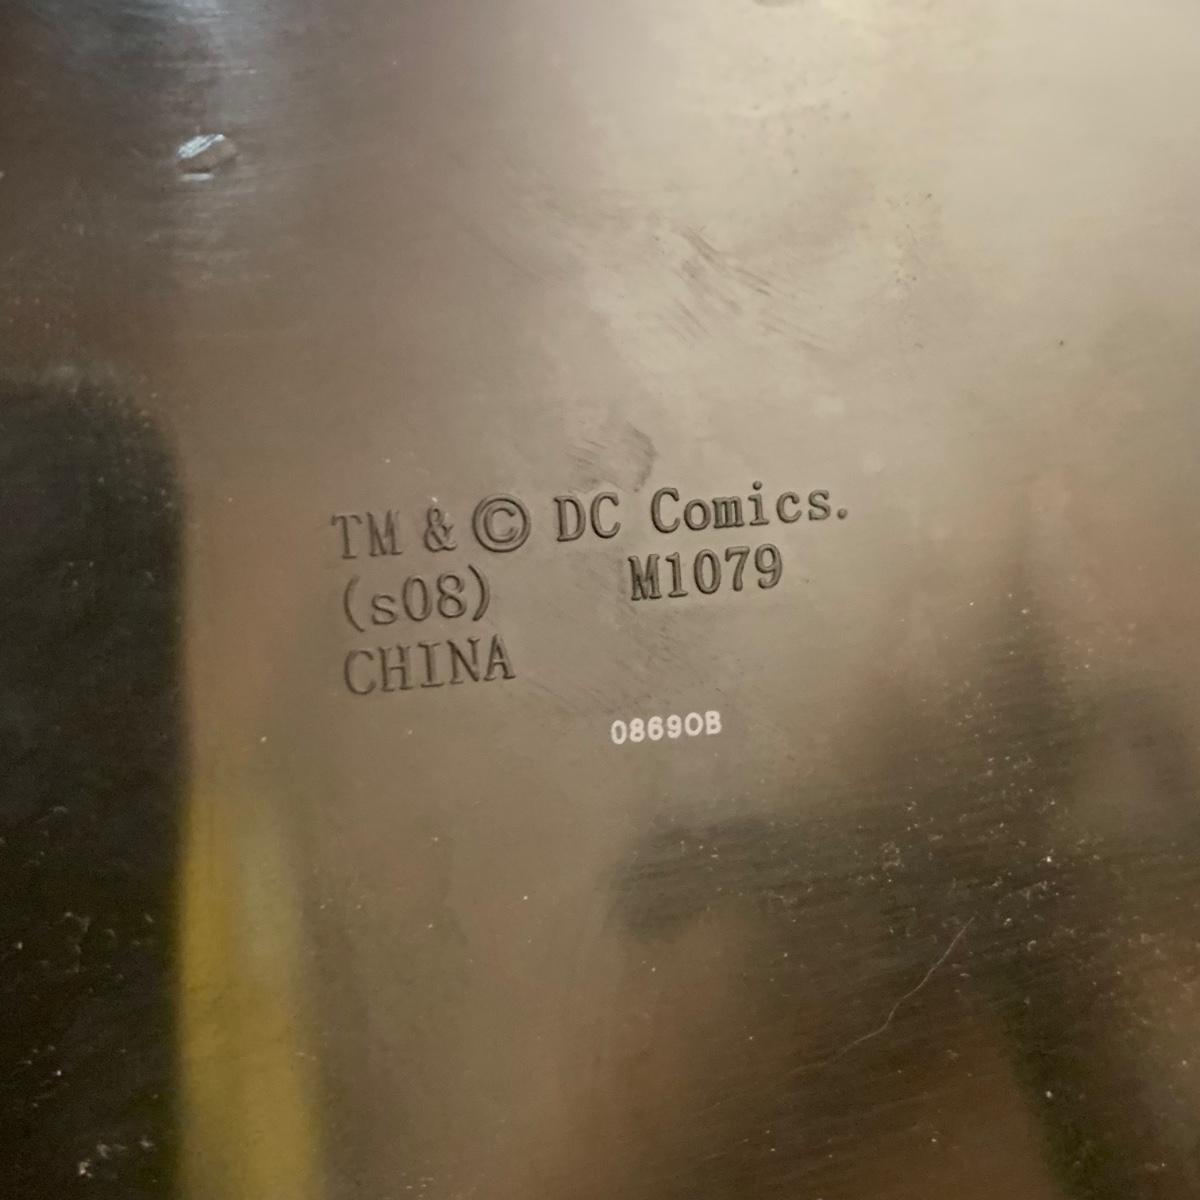 TM & © DC Comics.
(s08) M1079
CHINA
08690B